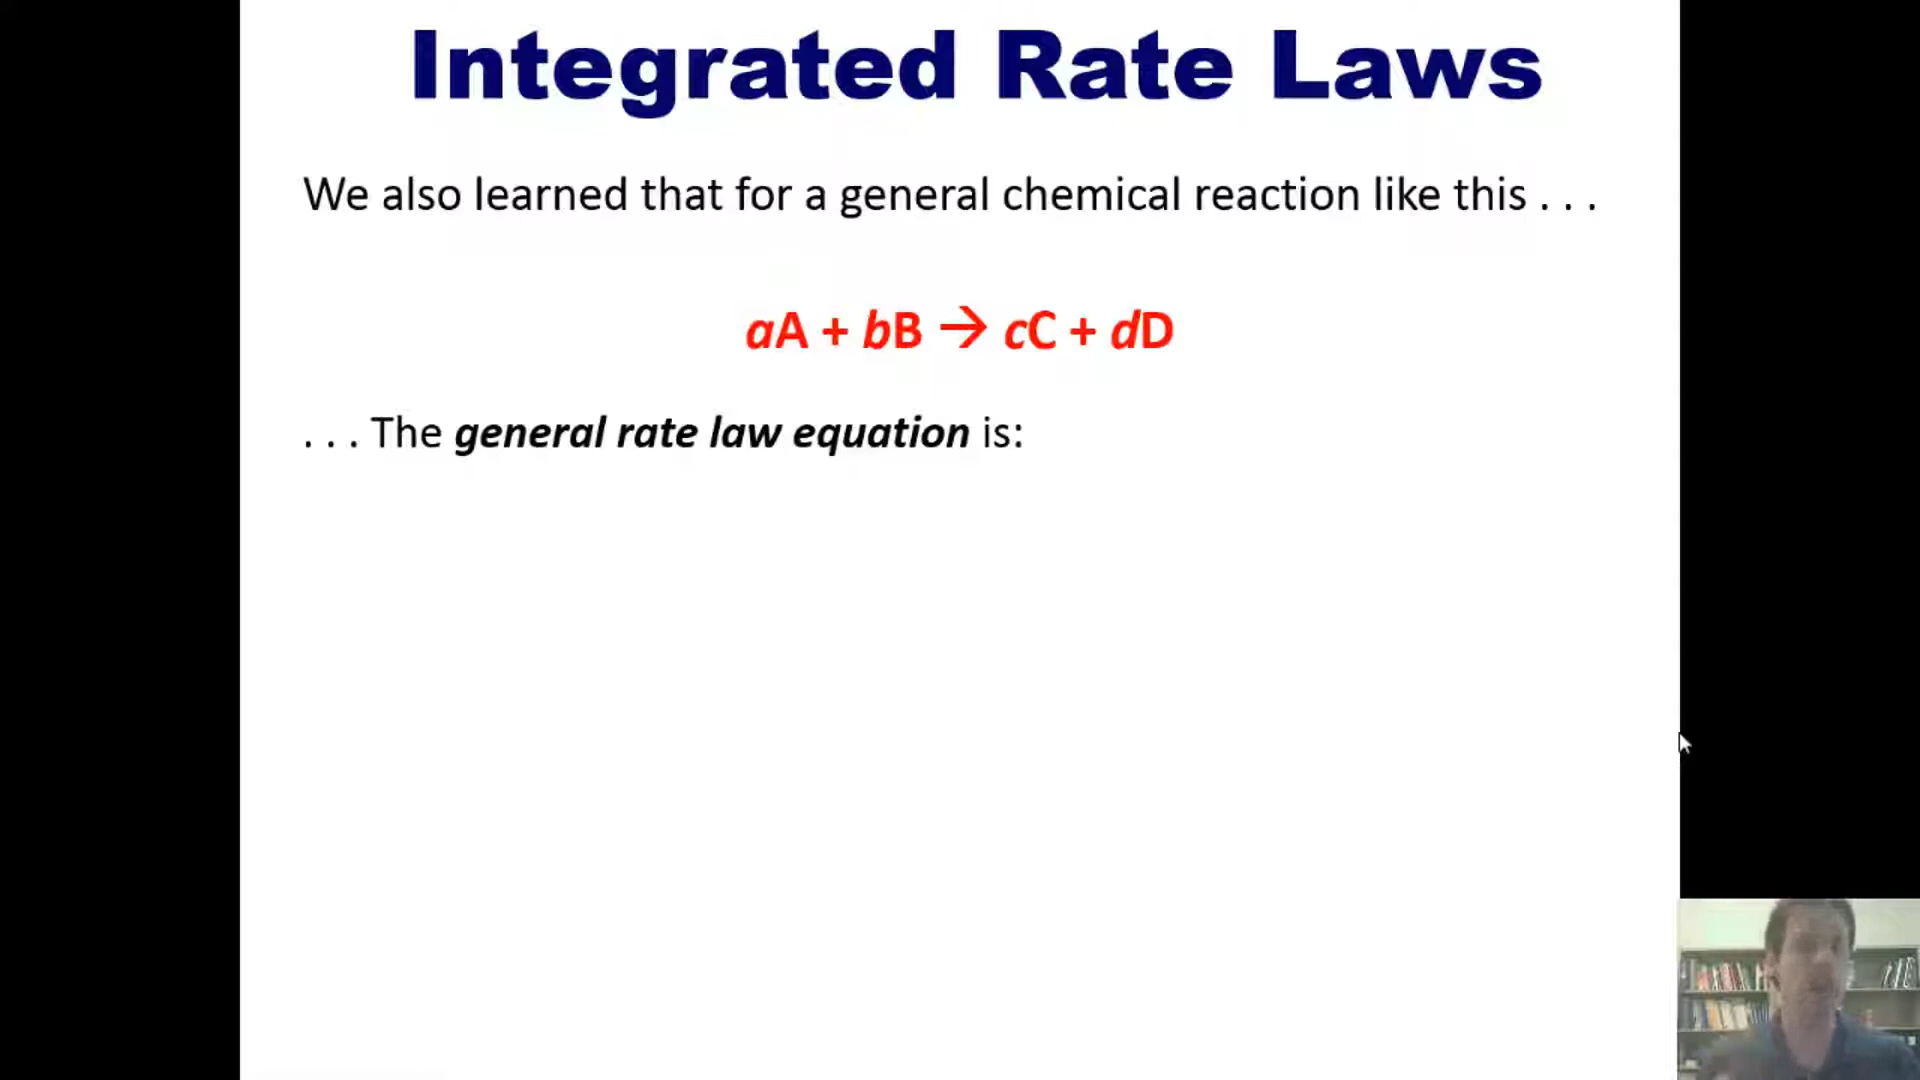 Integrated Rate Laws
We also learned that for a general chemical reaction like this . . .
aA + bB → cC + dD
. . . The general rate law equation is: